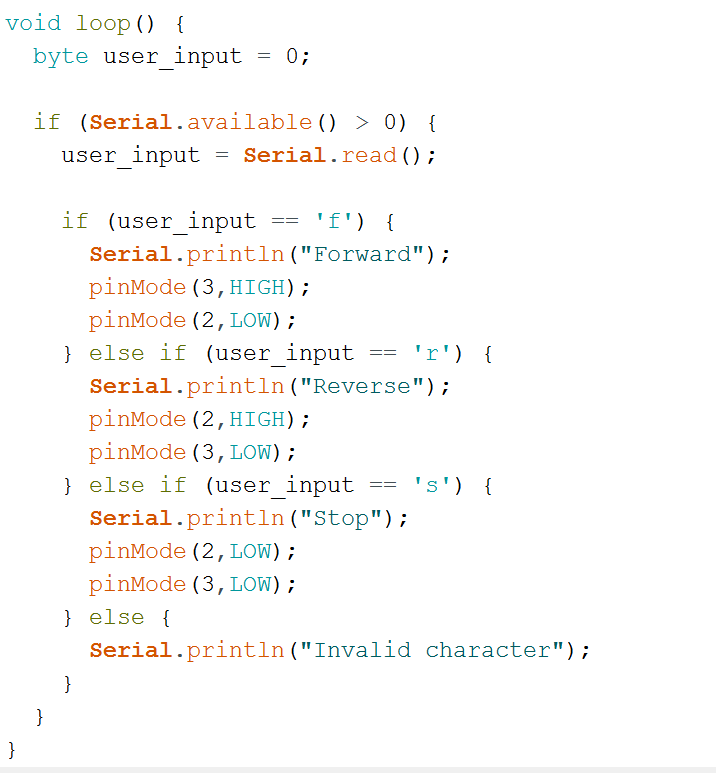 void loop() {
  byte user_input = 0;

  if (Serial.available() > 0) {
    user_input = Serial.read();

    if (user_input == 'f') {
      Serial.println("Forward");
      pinMode(3,HIGH);
      pinMode(2,LOW);
    } else if (user_input == 'r') {
      Serial.println("Reverse");
      pinMode(2,HIGH);
      pinMode(3,LOW);
    } else if (user_input == 's') {
      Serial.println("Stop");
      pinMode(2,LOW);
      pinMode(3,LOW);
    } else {
      Serial.println("Invalid character");
    }
  }
}